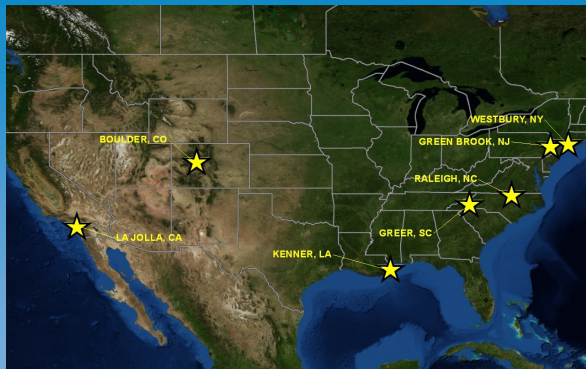 WESTBURY, NY
GREEN BROOK, NJ
BOULDER, CO
RALEIGH, NC
GREER, SC
LA JOLLA, CA
KENNER, LA